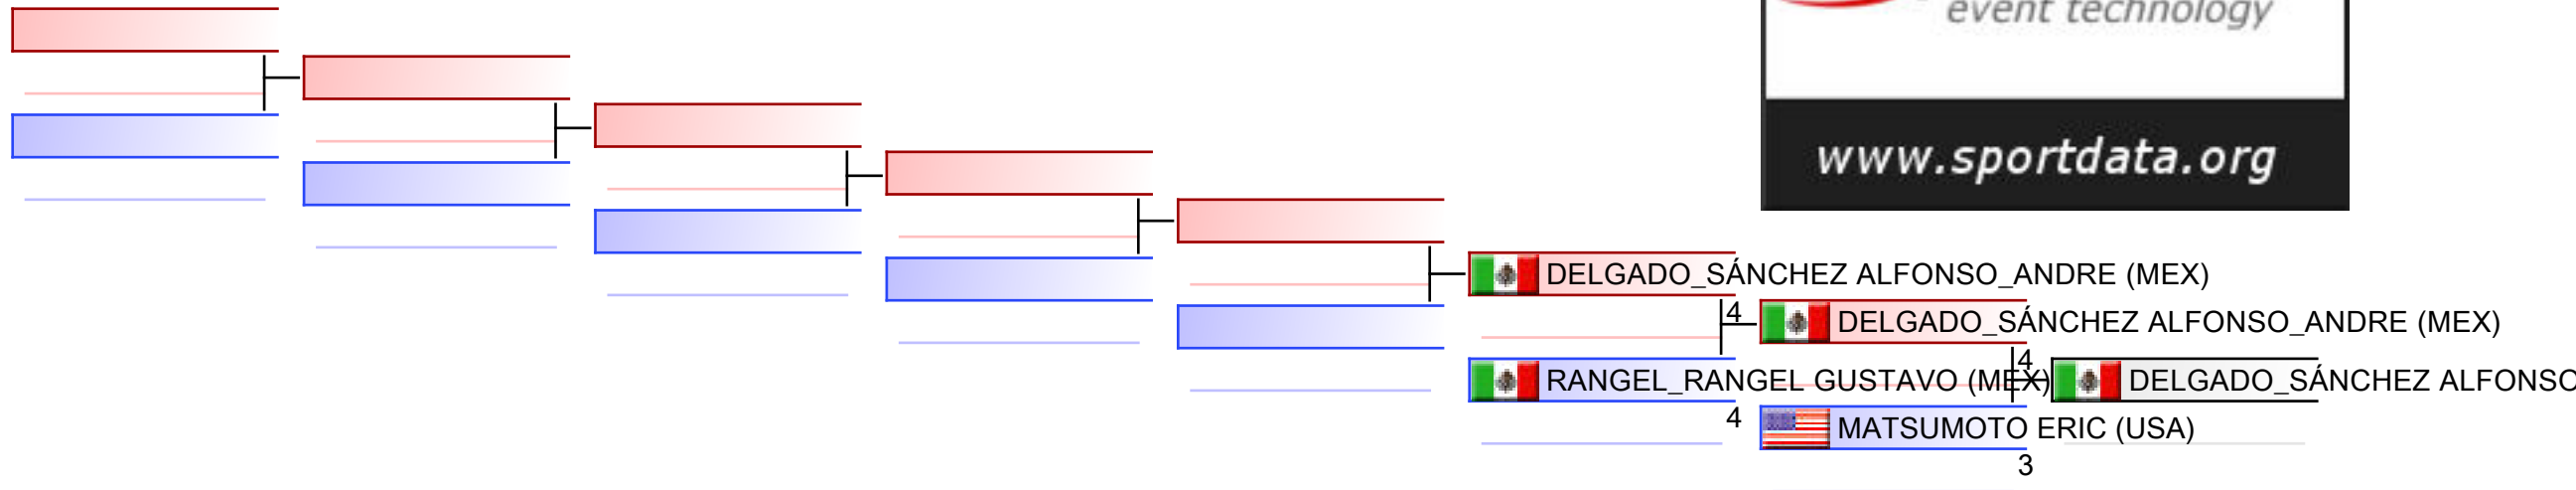 event technology
www.sportdata.org
DELGADO_SÁNCHEZ ALFONSO_ANDRE (MEX)
4
DELGADO_SÁNCHEZ ALFONSO_ANDRE (MEX)
4
RANGEL_RANGEL GUSTAVO (MEX)
DELGADO_SÁNCHEZ ALFONSO
4
MATSUMOTO ERIC (USA)
3